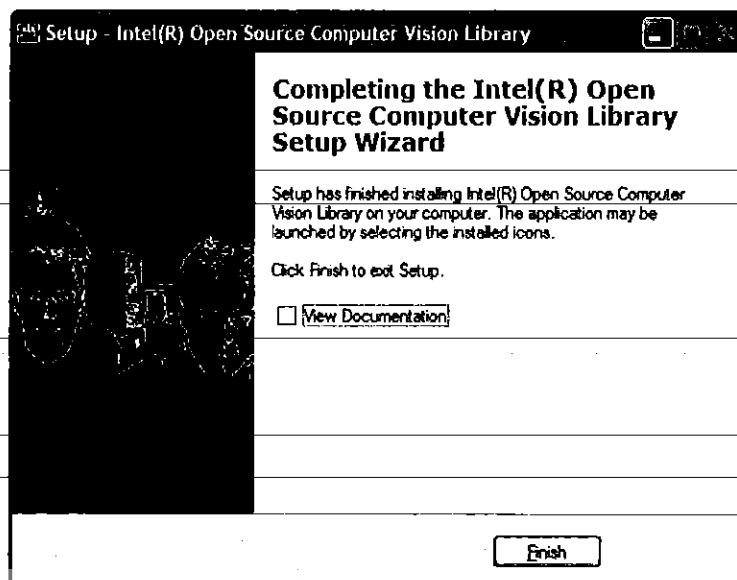 Setup - Intel(R) Open Source Computer Vision Library
Completing the Intel(R) Open
Source Computer Vision Library
Setup Wizard
Setup has finished installing Intel(R) Open Source Computer
Vision Library on your computer. The application may be
launched by selecting the installed icons.
Click Finish to exit Setup.
View Documentation
Finish